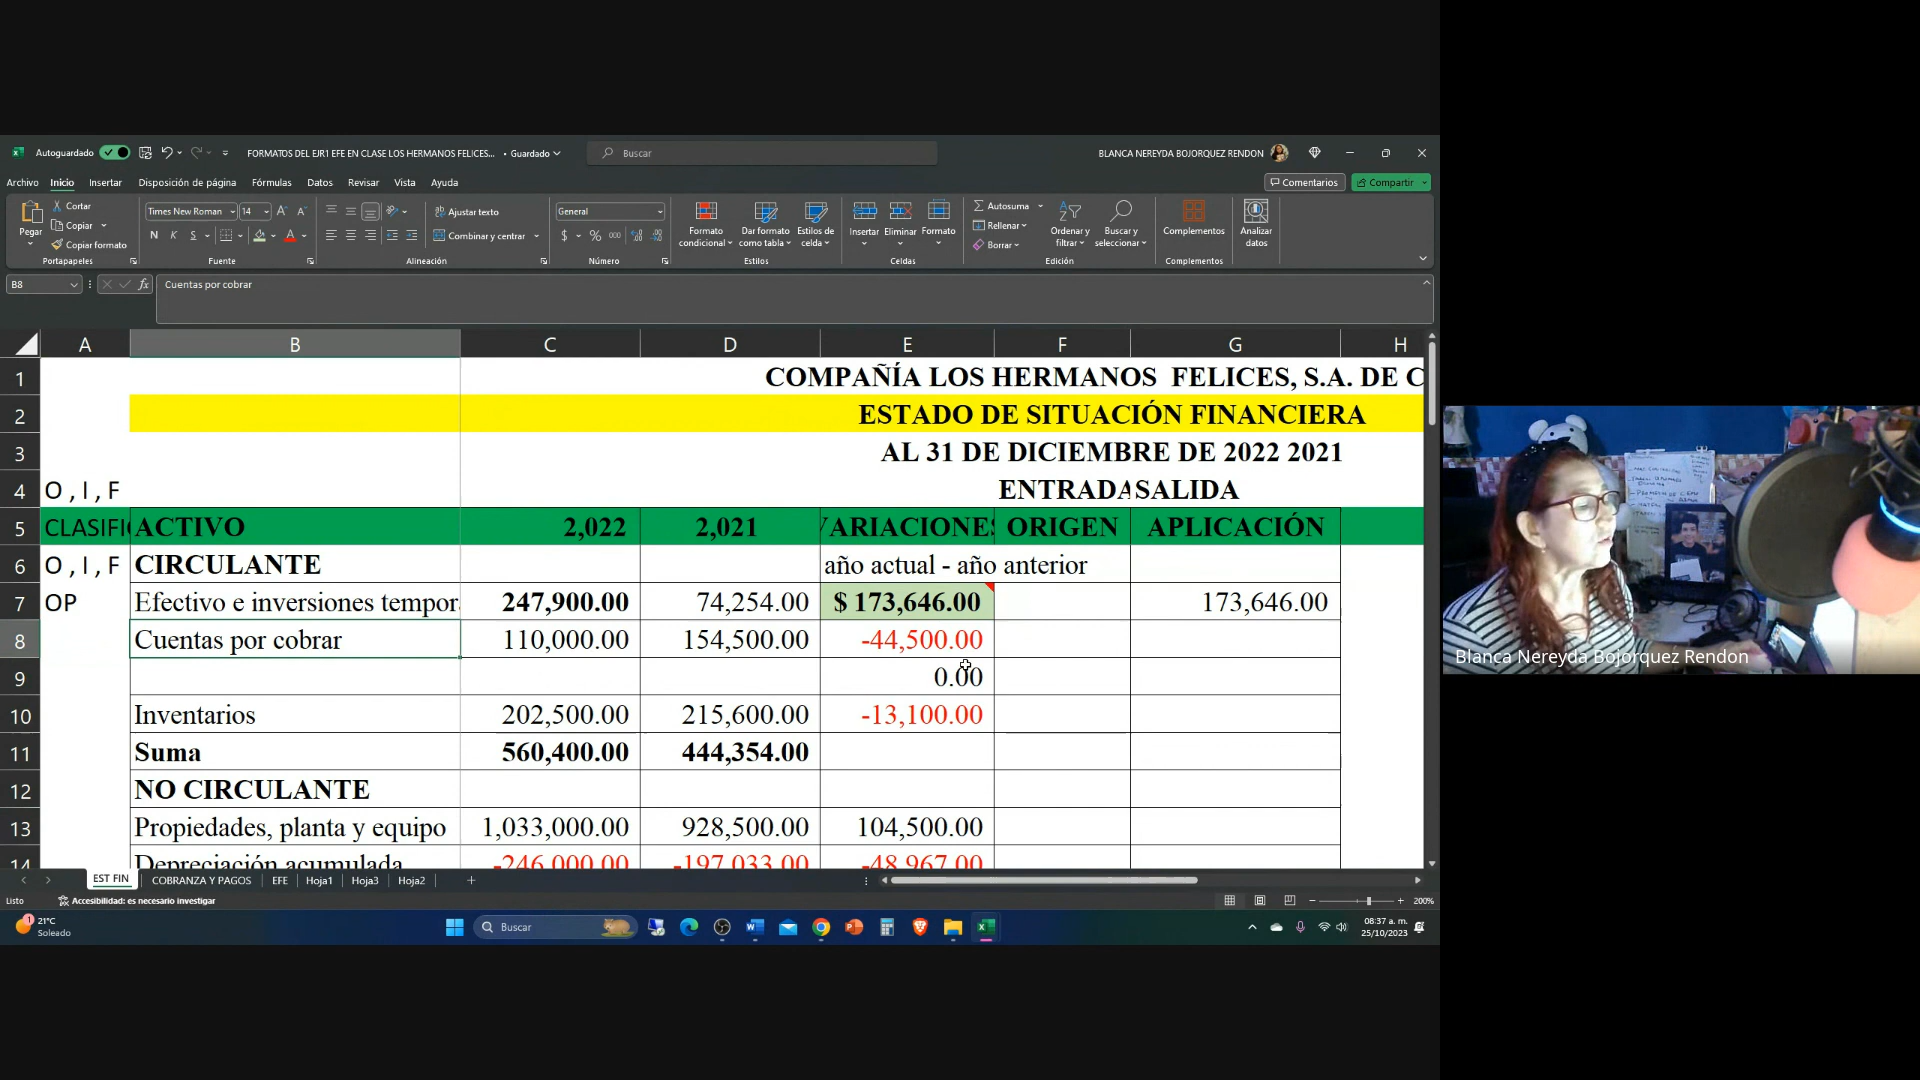 Autoguardado
FORMATOS DEL EJR1 EFE EN CLASE LOS HERMANOS FELICES... • Guardado
Buscar
BLANCA NEREYDA BOJORQUEZ RENDON
Archivo Inicio Insertar Disposición de página Fórmulas Datos Revisar Vista Ayuda
Comentarios Compartir
Pegar
Cortar
Copiar
Copiar formato
Portapapeles
Times New Roman 14
N K S
Fuente
Ajustar texto
Combinar y centrar
Alineación
General
$ % 000
Número
Formato condicional
Dar formato como tabla
Estilos de celda
Estilos
Insertar Eliminar Formato
Celdas
Autosuma
Rellenar
Borrar
Ordenar y filtrar
Buscar y seleccionar
Edición
Complementos
Complementos
Analizar datos
B8 fx Cuentas por cobrar
A B C D E F G H
1 COMPAÑÍA LOS HERMANOS FELICES, S.A. DE C
2 ESTADO DE SITUACIÓN FINANCIERA
3 AL 31 DE DICIEMBRE DE 2022 2021
4 O , I , F ENTRADA SALIDA
5 CLASIFI ACTIVO 2,022 2,021 VARIACIONES ORIGEN APLICACIÓN
6 O , I , F CIRCULANTE año actual - año anterior
7 OP Efectivo e inversiones tempor 247,900.00 74,254.00 $ 173,646.00 173,646.00
8 Cuentas por cobrar 110,000.00 154,500.00 -44,500.00
9 0.00
10 Inventarios 202,500.00 215,600.00 -13,100.00
11 Suma 560,400.00 444,354.00
12 NO CIRCULANTE
13 Propiedades, planta y equipo 1,033,000.00 928,500.00 104,500.00
14 Depreciación acumulada -246,000.00 -197,033.00 -48,967.00
EST FIN COBRANZA Y PAGOS EFE Hoja1 Hoja3 Hoja2
Listo Accesibilidad: es necesario investigar
200%
1
21°C
Soleado
Buscar
08:37 a. m.
25/10/2023
Blanca Nereyda Bojorquez Rendon